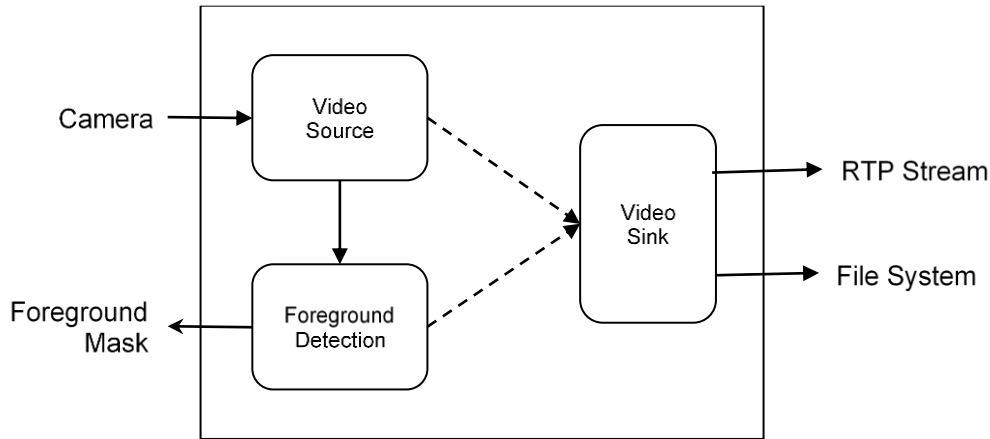 Camera
Video
Source
Video
Sink
RTP Stream
File System
Foreground
Mask
Foreground
Detection